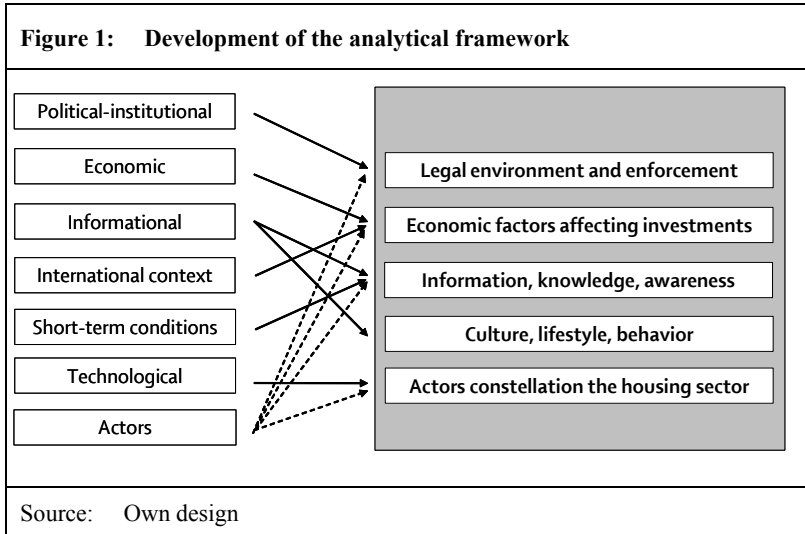 Figure 1: Development of the analytical framework
Political-institutional
Economic
Informational
International context
Short-term conditions
Technological
Actors
Legal environment and enforcement
Economic factors affecting investments
Information, knowledge, awareness
Culture, lifestyle, behavior
Actors constellation the housing sector
Source: Own design